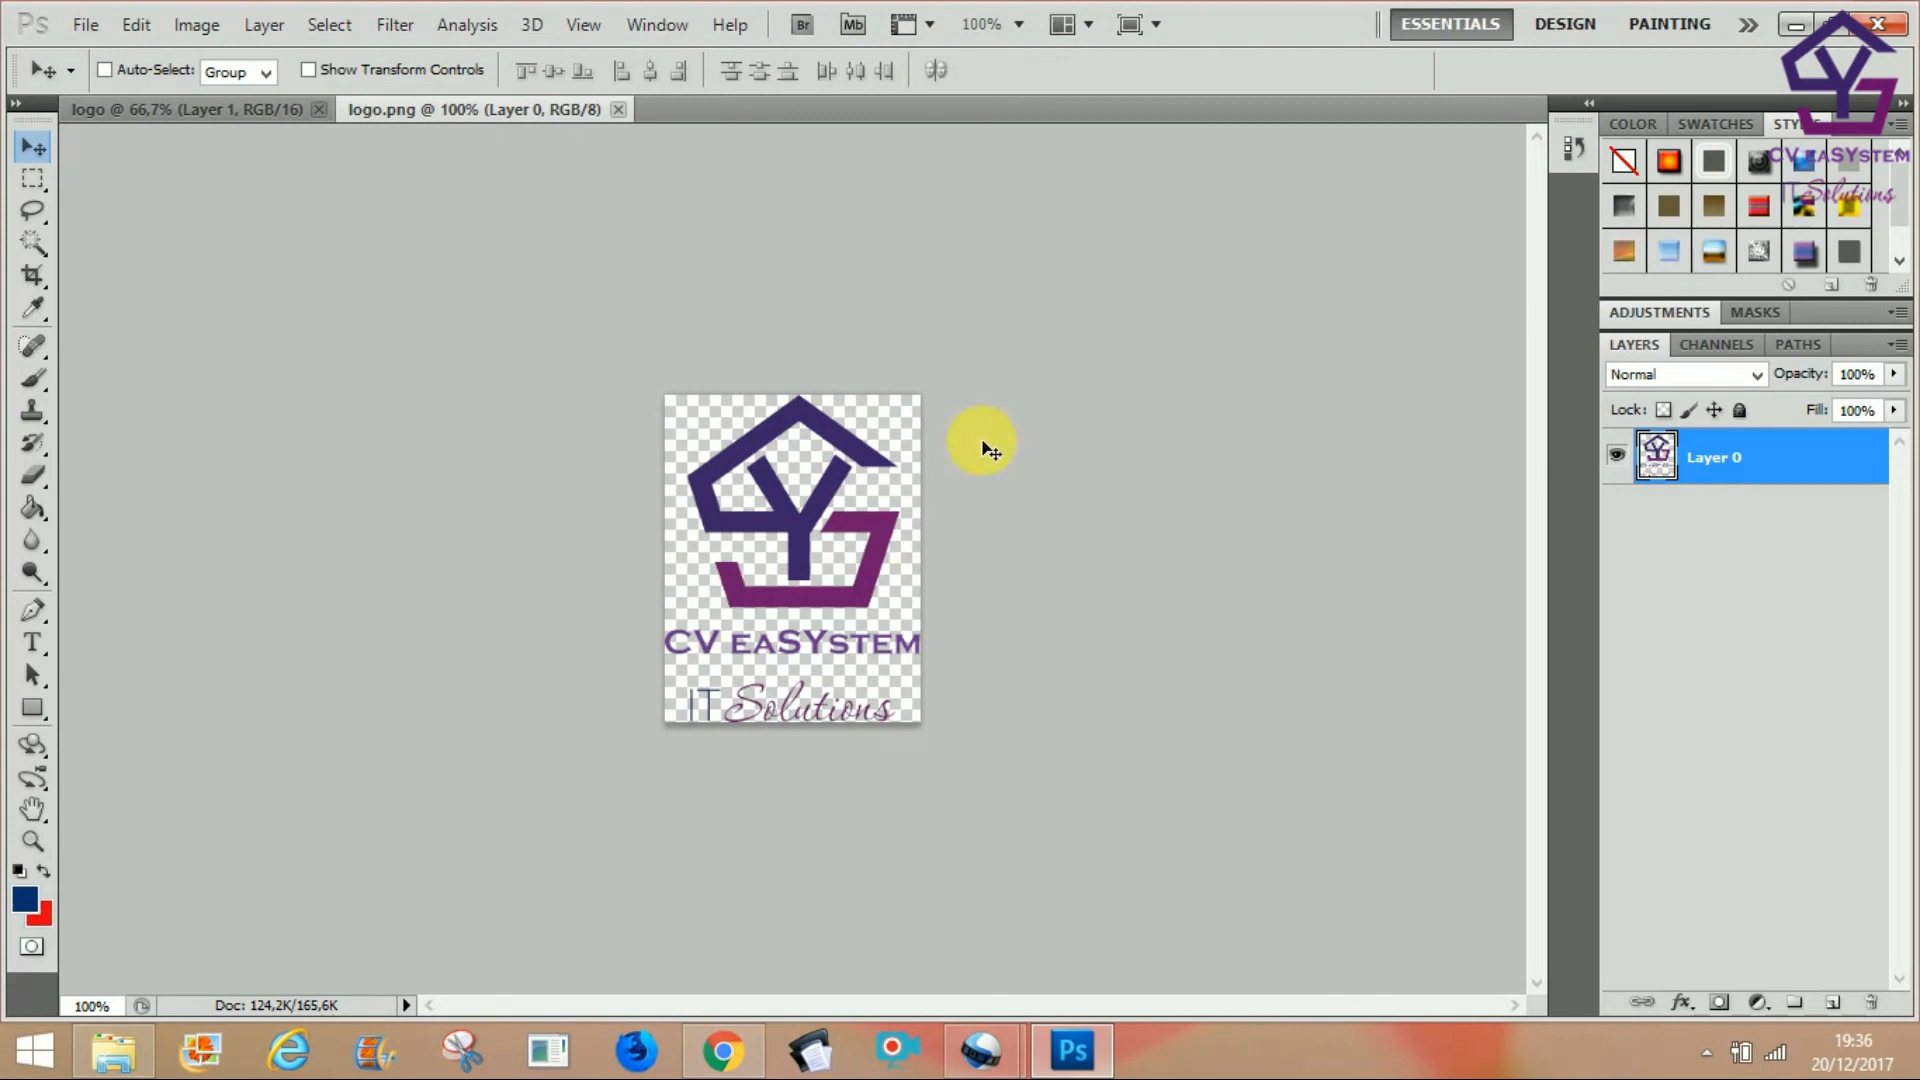 Ps File Edit Image Layer Select Filter Analysis 3D View Window Help Br Mb 100% ESSENTIALS DESIGN PAINTING
Auto-Select: Group Show Transform Controls
logo @ 66,7% (Layer 1, RGB/16) logo.png @ 100% (Layer 0, RGB/8)
COLOR SWATCHES
CV EASYSTEM
IT Solutions
ADJUSTMENTS MASKS
LAYERS CHANNELS PATHS
Normal Opacity: 100%
Lock: Fill: 100%
Layer 0
CV EASYSTEM
IT Solutions
T
100% Doc: 124,2K/165,6K
fx
Ps
19:36
20/12/2017